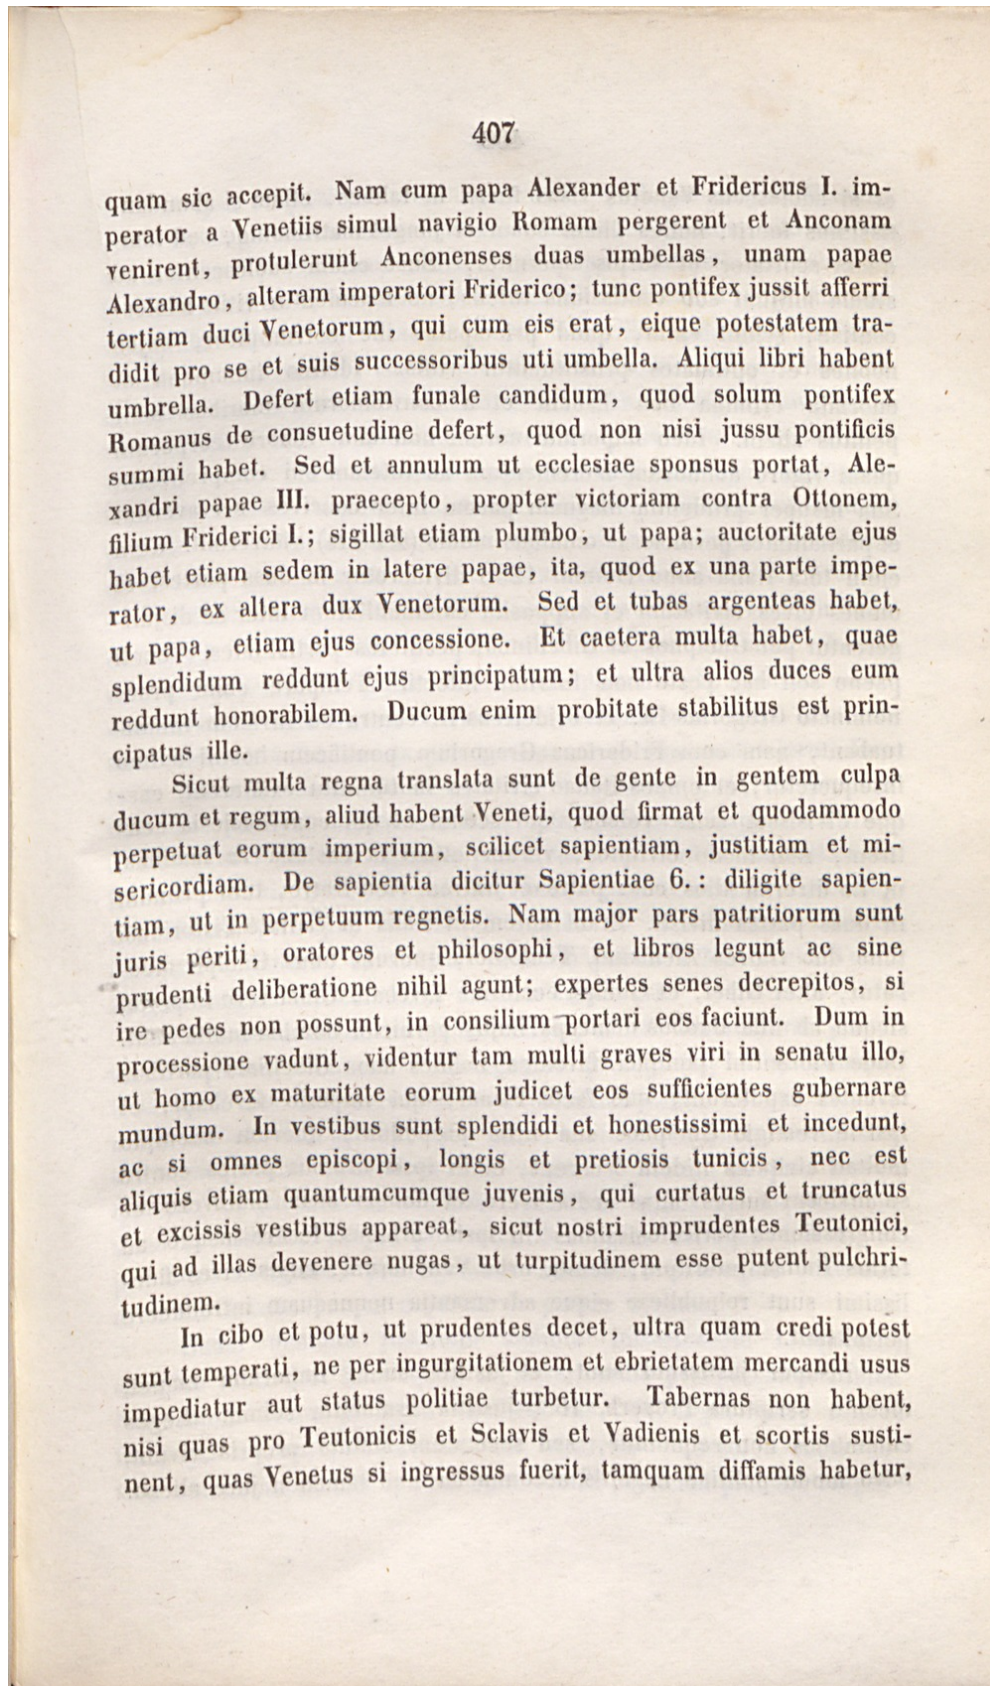 407
quam sic accepit. Nam cum papa Alexander et Fridericus I. im-
perator a Venetiis simul navigio Romam pergerent et Anconam
venirent, protulerunt Anconenses duas umbellas, unam papae
Alexandro, alteram imperatori Friderico; tunc pontifex jussit afferri
tertiam duci Venetorum, qui cum eis erat, eique potestatem tra-
didit pro se et suis successoribus uti umbella. Aliqui libri habent
umbrella. Defert etiam funale candidum, quod solum pontifex
Romanus de consuetudine defert, quod non nisi jussu pontificis
summi habet. Sed et annulum ut ecclesiae sponsus portat, Ale-
xandri papae III. praecepto, propter victoriam contra Ottonem,
filium Friderici I.; sigillat etiam plumbo, ut papa; auctoritate ejus
habet etiam sedem in latere papae, ita, quod ex una parte impe-
rator, ex altera dux Venetorum. Sed et tubas argenteas habet,
ut papa, etiam ejus concessione. Et caetera multa habet, quae
splendidum reddunt ejus principatum; et ultra alios duces eum
reddunt honorabilem. Ducum enim probitate stabilitus est prin-
cipatus ille.
Sicut multa regna translata sunt de gente in gentem culpa
ducum et regum, aliud habent Veneti, quod firmat et quodammodo
perpetuat eorum imperium, scilicet sapientiam, justitiam et mi-
sericordiam. De sapientia dicitur Sapientiae 6.: diligite sapien-
tiam, ut in perpetuum regnetis. Nam major pars patritiorum sunt
juris periti, oratores et philosophi, et libros legunt ac sine
prudenti deliberatione nihil agunt; expertes senes decrepitos, si
ire pedes non possunt, in consilium portari eos faciunt. Dum in
processione vadunt, videntur tam multi graves viri in senatu illo,
ut homo ex maturitate eorum judicet eos sufficientes gubernare
mundum. In vestibus sunt splendidi et honestissimi et incedunt,
ac si omnes episcopi, longis et pretiosis tunicis, nec est
aliquis etiam quantumcumque juvenis, qui curtatus et truncatus
et excissis vestibus appareat, sicut nostri imprudentes Teutonici,
qui ad illas devenere nugas, ut turpitudinem esse putent pulchri-
tudinem.
In cibo et potu, ut prudentes decet, ultra quam credi potest
sunt temperati, ne per ingurgitationem et ebrietatem mercandi usus
impediatur aut status politiae turbetur. Tabernas non habent,
nisi quas pro Teutonicis et Sclavis et Vadienis et scortis susti-
nent, quas Venetus si ingressus fuerit, tamquam diffamis habetur,